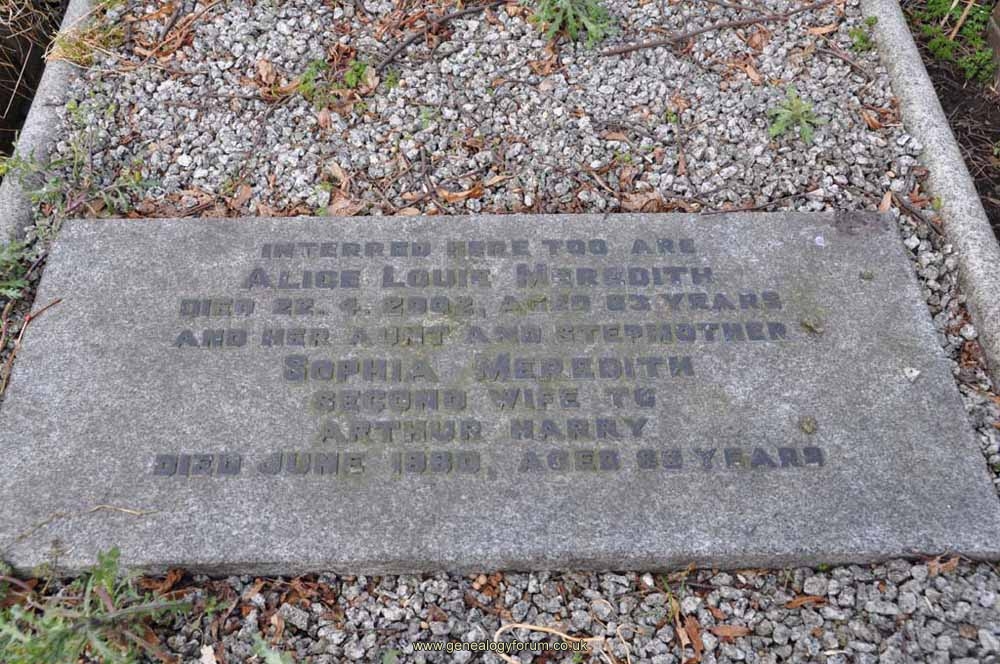 INTERRED HERE TOO ARE
ALICE LOUIE MEREDITH
DIED 22. 4. 2002, AGED 83 YEARS
AND HER AUNT AND STEPMOTHER
SOPHIA MEREDITH
SECOND WIFE TO
ARTHUR HARRY
DIED JUNE 1980, AGED YEARS
www.genealogyforum.co.uk